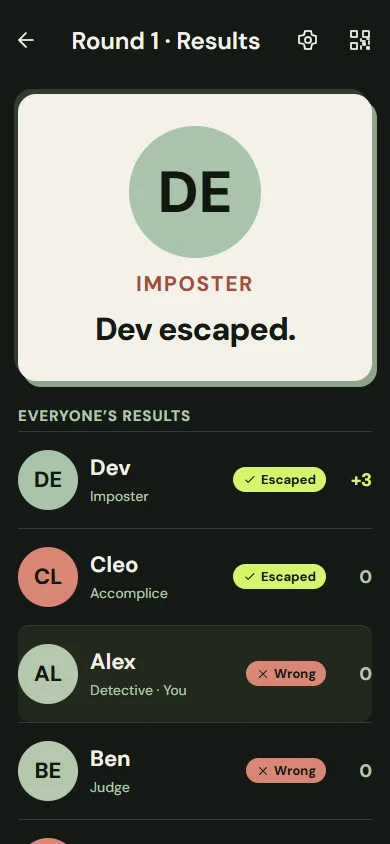 Round 1 · Results
DE
IMPOSTER
Dev escaped.
EVERYONE’S RESULTS
DE Dev Escaped +3
Imposter
CL Cleo Escaped 0
Accomplice
AL Alex Wrong 0
Detective · You
BE Ben Wrong 0
Judge